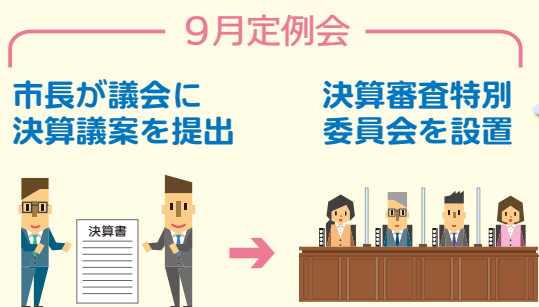 9月定例会
市長が議会に
決算議案を提出
決算審査特別
委員会を設置
決算書